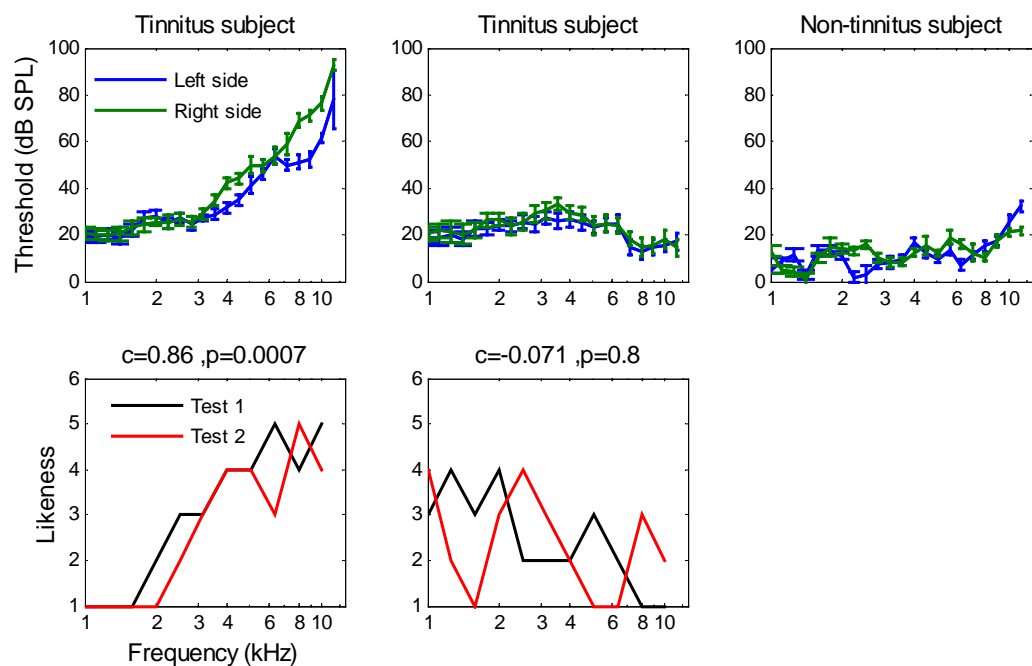 Tinnitus subject
Tinnitus subject
Non-tinnitus subject
Threshold (dB SPL)
100
80
60
40
20
0
Left side
Right side
1 2 3 4 6 8 10
100
80
60
40
20
0
1 2 3 4 6 8 10
100
80
60
40
20
0
1 2 3 4 6 8 10
c=0.86 ,p=0.0007
c=-0.071 ,p=0.8
Likeness
6
5
4
3
2
1
Test 1
Test 2
1 2 3 4 6 8 10
6
5
4
3
2
1
1 2 3 4 6 8 10
Frequency (kHz)